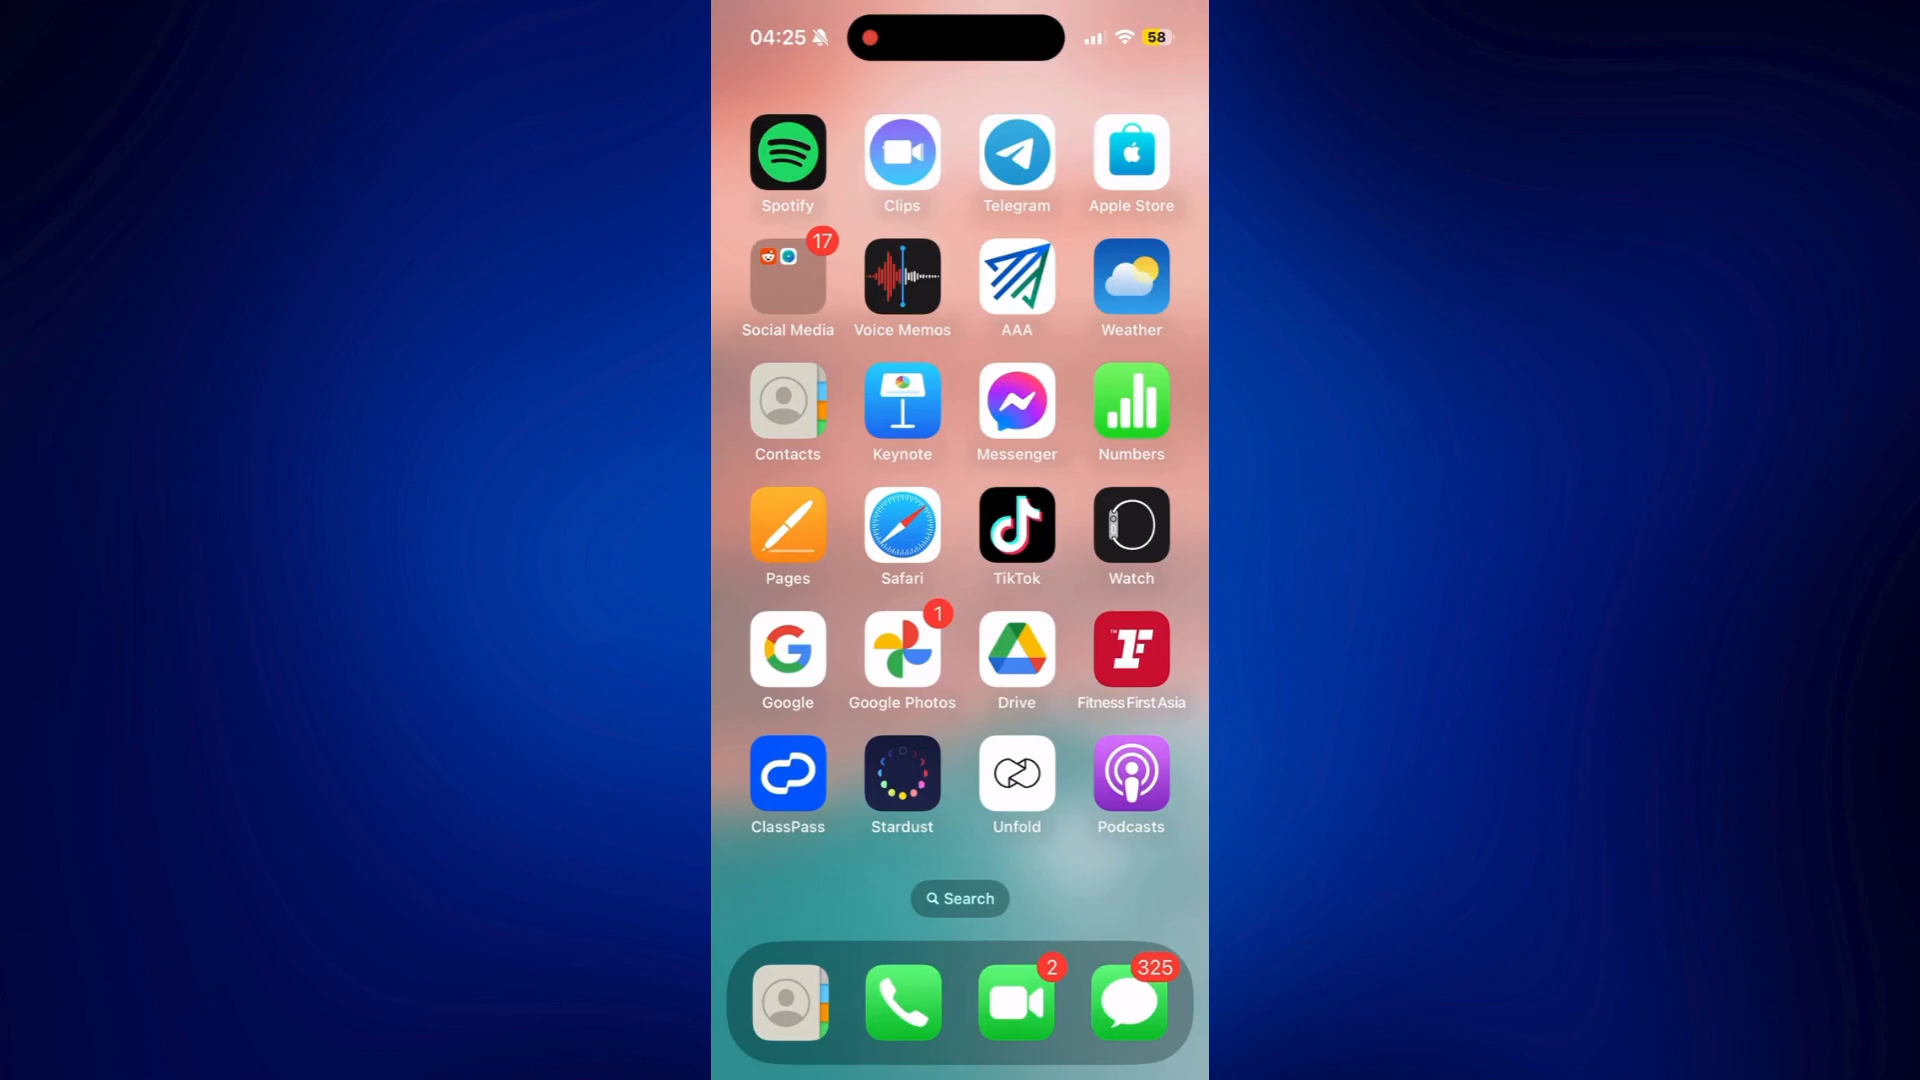 04:25 58
Spotify Clips Telegram Apple Store
17
Social Media Voice Memos AAA Weather
Contacts Keynote Messenger Numbers
Pages Safari TikTok Watch
1
™ F
Google Google Photos Drive Fitness First Asia
ClassPass Stardust Unfold Podcasts
Search
2 325